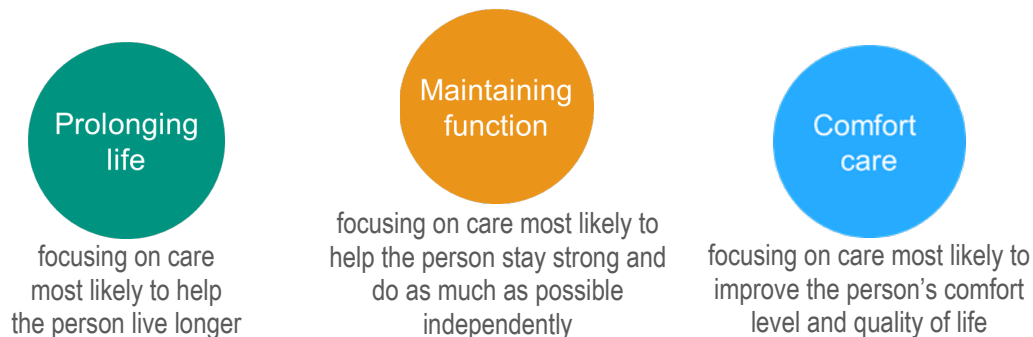 Prolonging
life
focusing on care
most likely to help
the person live longer
Maintaining
function
focusing on care most likely to
help the person stay strong and
do as much as possible
independently
Comfort
care
focusing on care most likely to
improve the person’s comfort
level and quality of life